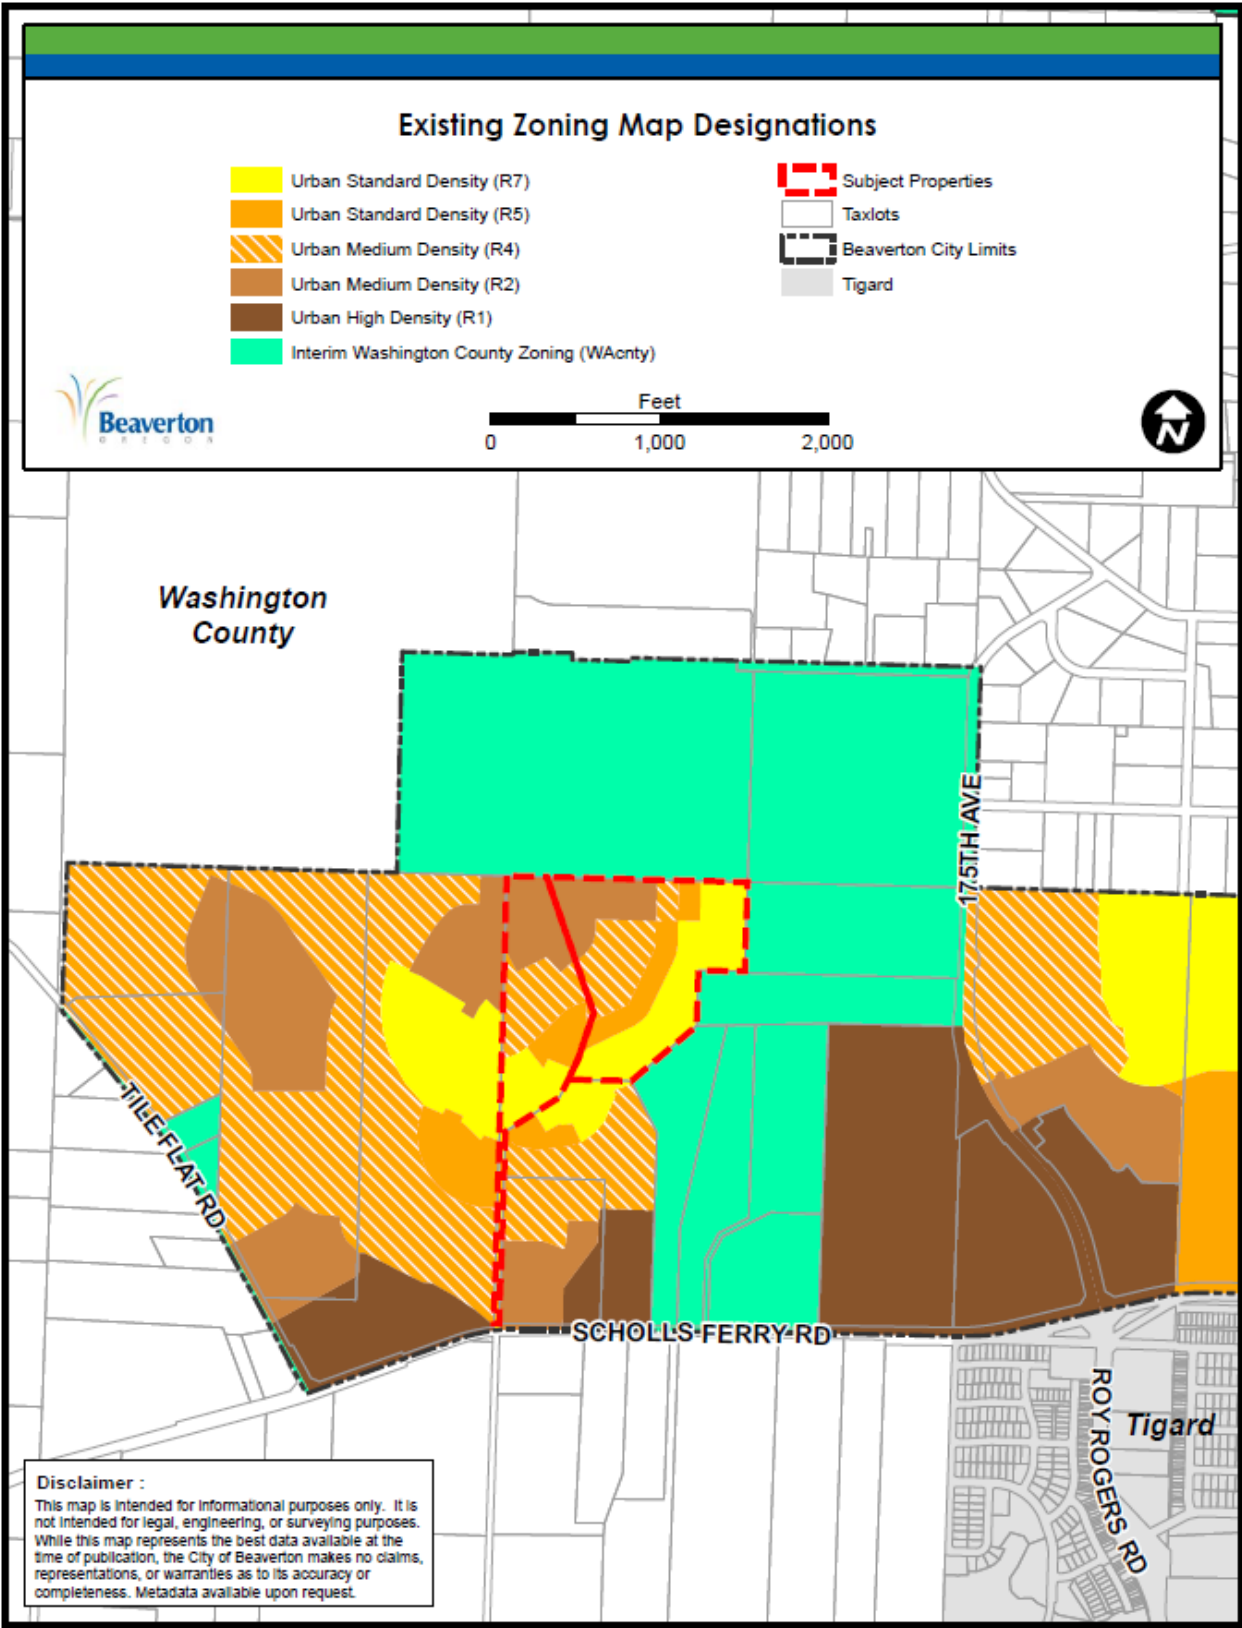 Existing Zoning Map Designations
Urban Standard Density (R7)
Urban Standard Density (R5)
Urban Medium Density (R4)
Urban Medium Density (R2)
Urban High Density (R1)
Interim Washington County Zoning (WAcnty)
Subject Properties
Taxlots
Beaverton City Limits
Tigard
Beaverton
OREGON
Feet
0 1,000 2,000
N
Washington
County
175TH AVE
TILE FLAT RD
SCHOLLS FERRY RD
ROY ROGERS RD
Tigard
Disclaimer :
This map is intended for informational purposes only. It is
not intended for legal, engineering, or surveying purposes.
While this map represents the best data available at the
time of publication, the City of Beaverton makes no claims,
representations, or warranties as to its accuracy or
completeness. Metadata available upon request.